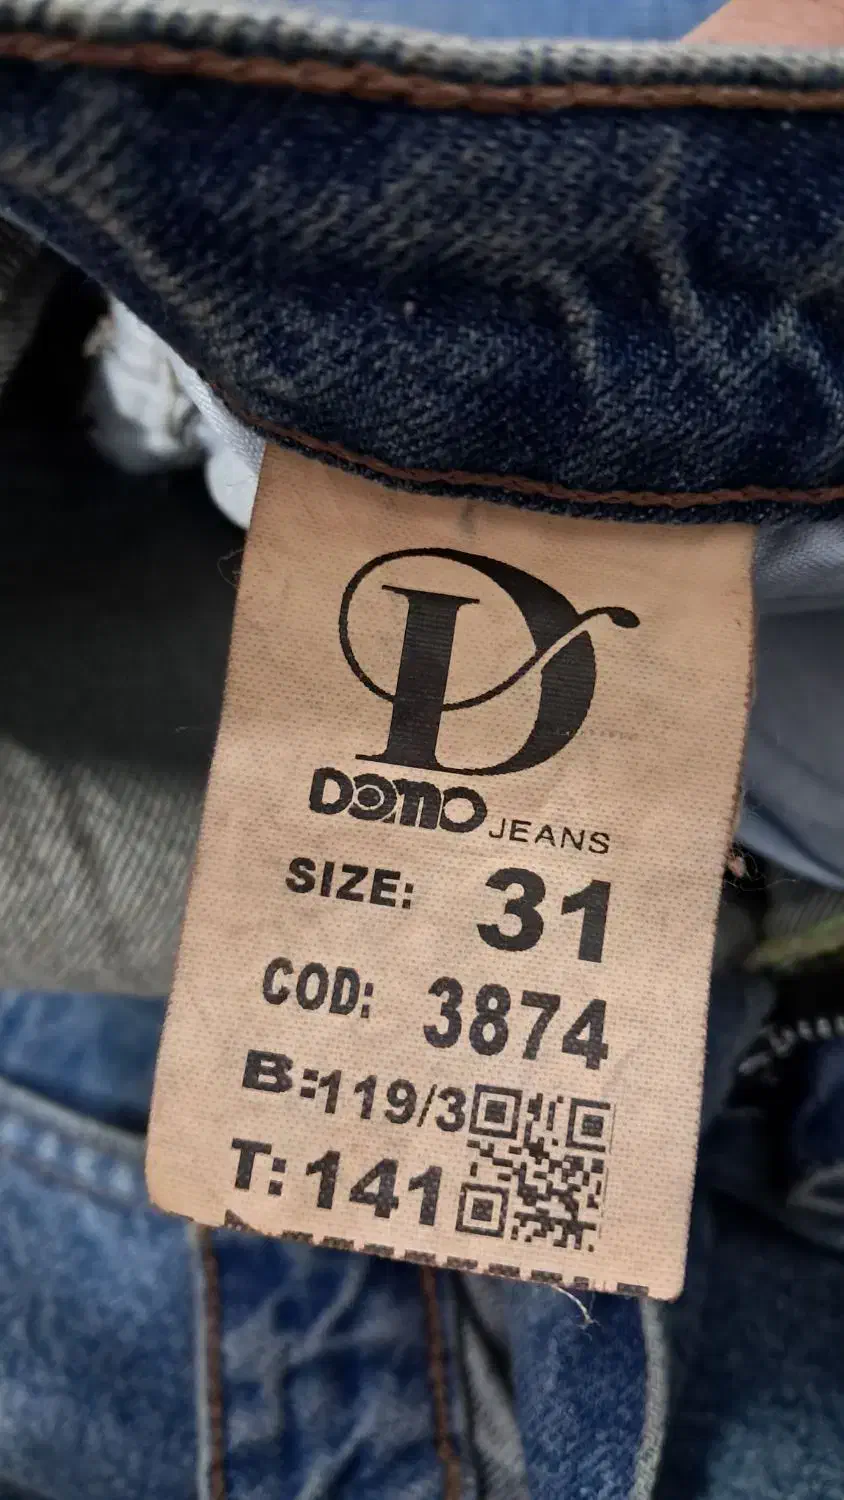 D
Domo JEANS
SIZE: 31
COD: 3874
B:119/3
T: 141